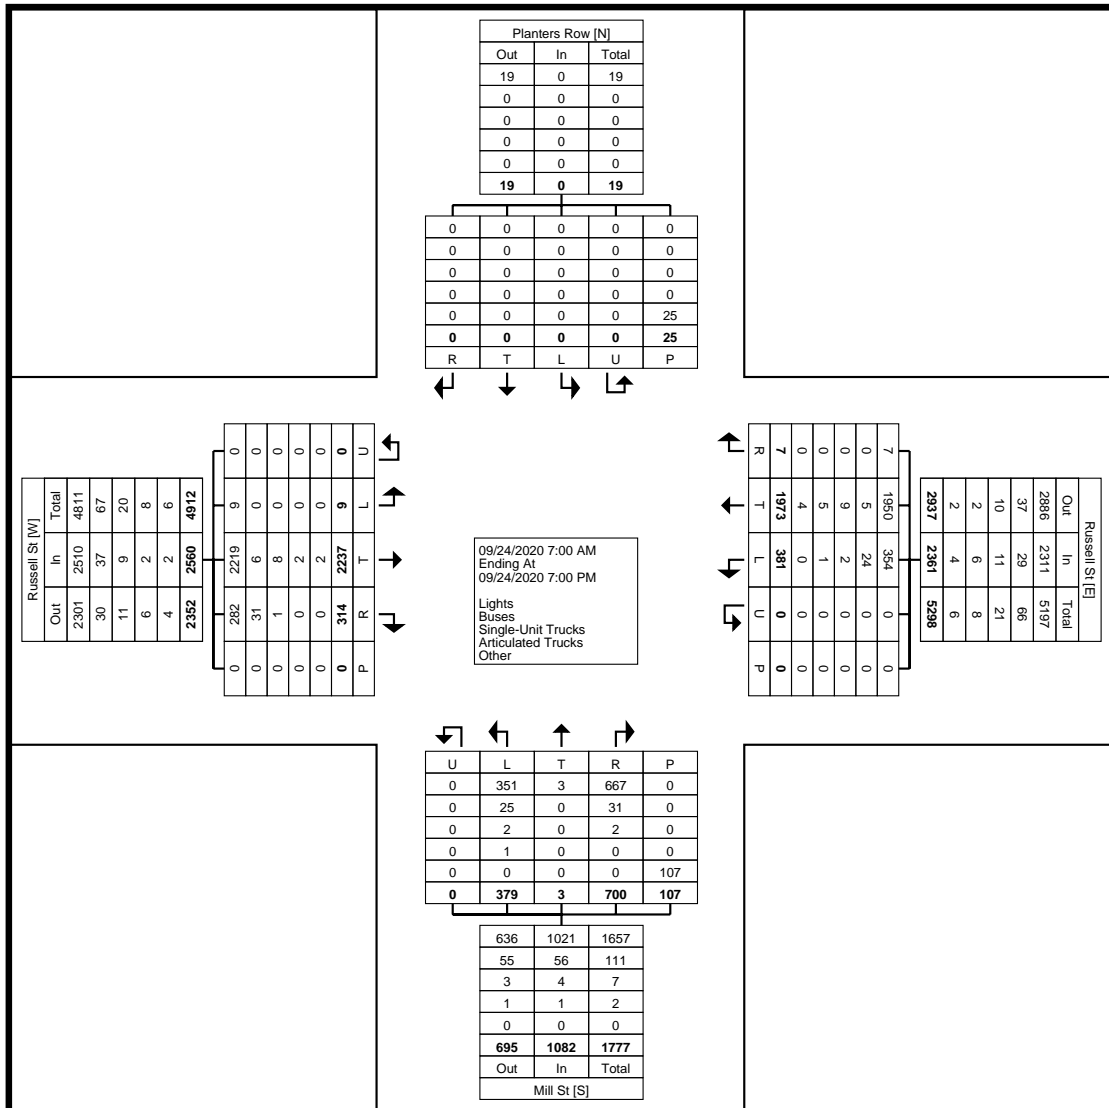 Planters Row [N]
Out In Total
19 0 19
0 0 0
0 0 0
0 0 0
0 0 0
19 0 19
0 0 0 0 0
0 0 0 0 0
0 0 0 0 0
0 0 0 0 0
0 0 0 0 25
0 0 0 0 25
R T L U P
Russell St [W]
Total 4811 67 20 8 6 4912
In 2510 37 9 2 2 2560
Out 2301 30 11 6 4 2352
0 0 0 0 0 0 U
9 0 0 0 0 9 L
2219 6 8 2 2 2237 T
282 31 1 0 0 314 R
0 0 0 0 0 0 P
09/24/2020 7:00 AM
Ending At
09/24/2020 7:00 PM
Lights
Buses
Single-Unit Trucks
Articulated Trucks
Other
R 7 0 0 0 0 7
T 1973 4 5 9 5 1950
L 381 0 1 2 24 354
U 0 0 0 0 0 0
P 0 0 0 0 0 0
Russell St [E]
2937 2 2 10 37 2886 Out
2361 4 6 11 29 2311 In
5298 6 8 21 66 5197 Total
U L T R P
0 351 3 667 0
0 25 0 31 0
0 2 0 2 0
0 1 0 0 0
0 0 0 0 107
0 379 3 700 107
636 1021 1657
55 56 111
3 4 7
1 1 2
0 0 0
695 1082 1777
Out In Total
Mill St [S]